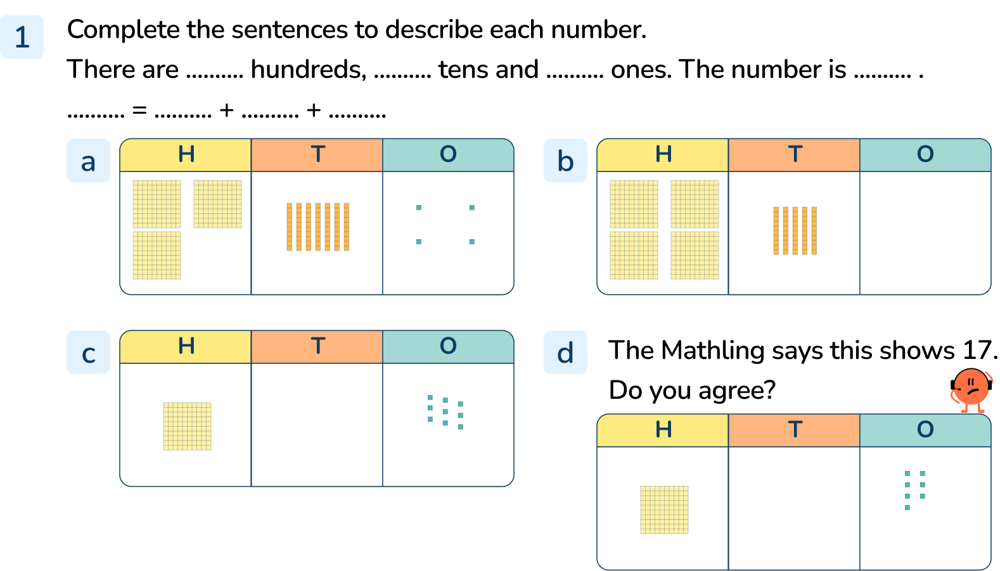 1
Complete the sentences to describe each number.
There are .......... hundreds, .......... tens and .......... ones. The number is .......... .
.......... = .......... + .......... + ..........
a
H T O
b
H T O
c
H T O
d
The Mathling says this shows 17.
Do you agree?
H T O